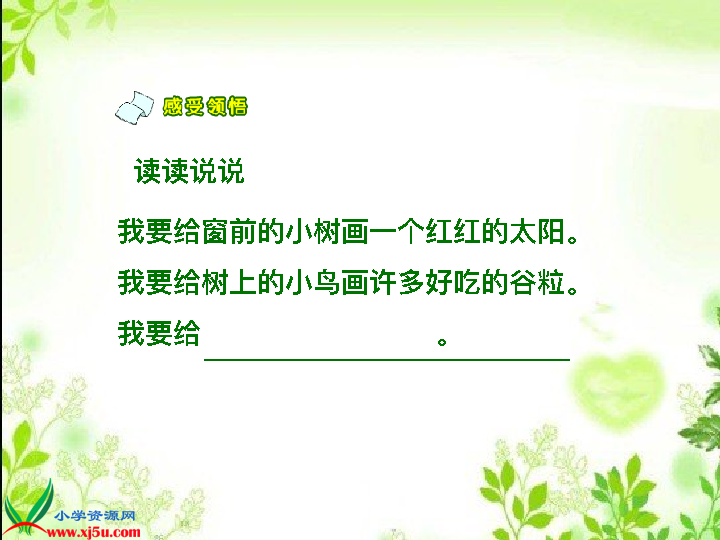 感受领悟
读读说说
我要给窗前的小树画一个红红的太阳。
我要给树上的小鸟画许多好吃的谷粒。
我要给 。
小学资源网
www.xj5u.com